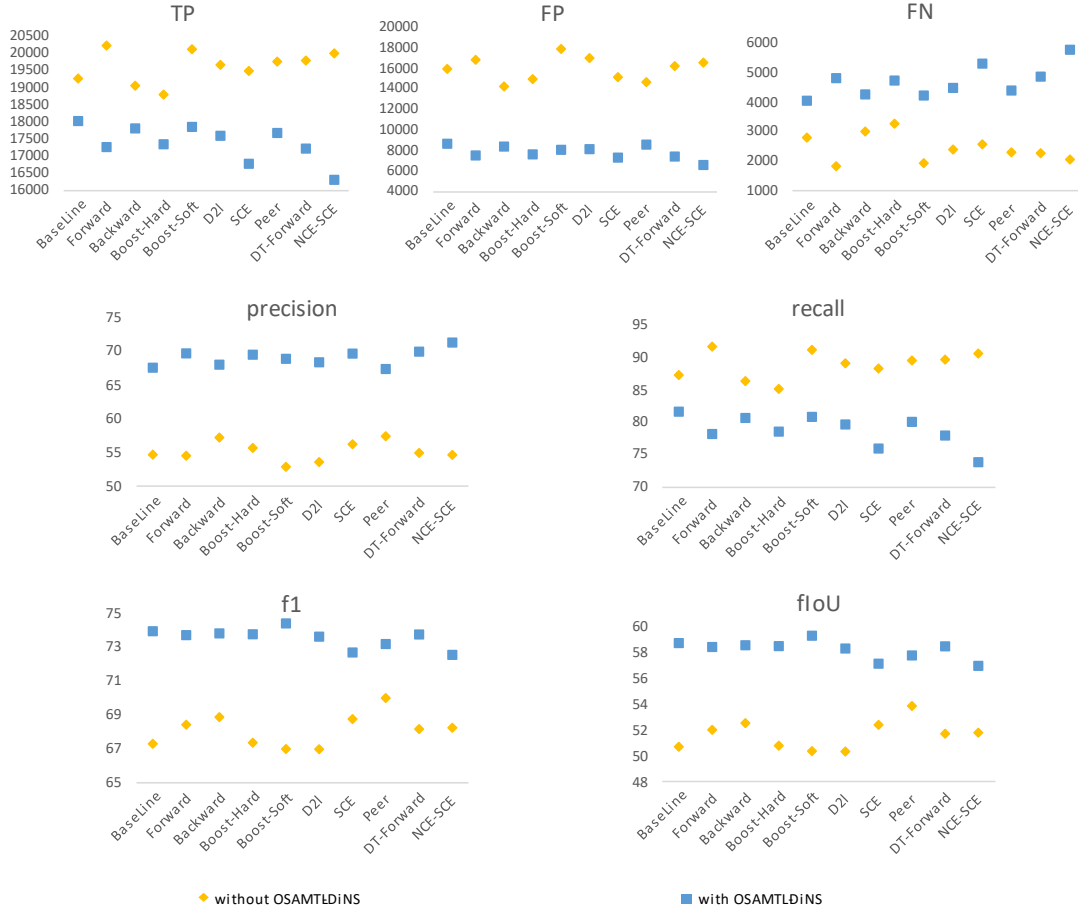 TP
20500
20000
19500
19000
18500
18000
17500
17000
16500
16000
BaseLine
Forward
Backward
Boost-Hard
Boost-Soft
D2l
SCE
Peer
DT-Forward
NCE-SCE
FP
20000
18000
16000
14000
12000
10000
8000
6000
4000
BaseLine
Forward
Backward
Boost-Hard
Boost-Soft
D2l
SCE
Peer
DT-Forward
NCE-SCE
FN
6000
5000
4000
3000
2000
1000
BaseLine
Forward
Backward
Boost-Hard
Boost-Soft
D2l
SCE
Peer
DT-Forward
NCE-SCE
precision
75
70
65
60
55
50
BaseLine
Forward
Backward
Boost-Hard
Boost-Soft
D2l
SCE
Peer
DT-Forward
NCE-SCE
recall
95
90
85
80
75
70
BaseLine
Forward
Backward
Boost-Hard
Boost-Soft
D2l
SCE
Peer
DT-Forward
NCE-SCE
f1
75
73
71
69
67
65
BaseLine
Forward
Backward
Boost-Hard
Boost-Soft
D2l
SCE
Peer
DT-Forward
NCE-SCE
fIoU
60
58
56
54
52
50
48
BaseLine
Forward
Backward
Boost-Hard
Boost-Soft
D2l
SCE
Peer
DT-Forward
NCE-SCE
without OSAMTL-DiNS
with OSAMTL-DiNS